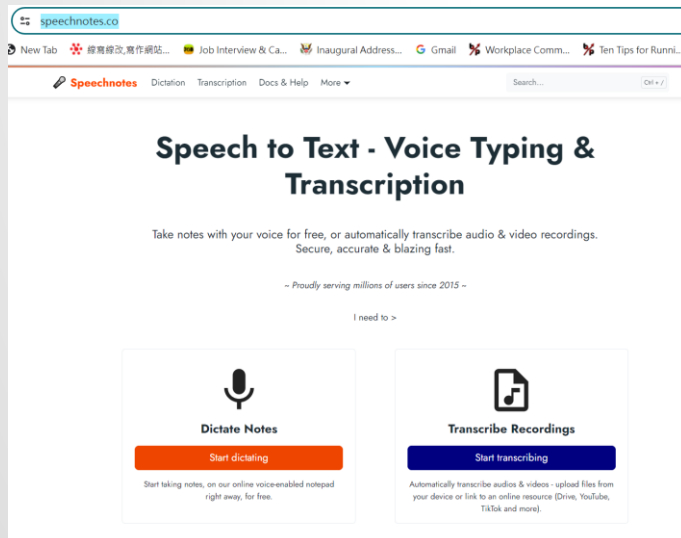 speechnotes.co
New Tab 線寫線改,寫作網站... Job Interview & Ca... Inaugural Address... Gmail Workplace Comm... Ten Tips for Runni...
Speechnotes Dictation Transcription Docs & Help More Search... Ctrl + /
Speech to Text - Voice Typing &
Transcription
Take notes with your voice for free, or automatically transcribe audio & video recordings.
Secure, accurate & blazing fast.
~ Proudly serving millions of users since 2015 ~
I need to >
Dictate Notes
Start dictating
Start taking notes, on our online voice-enabled notepad
right away, for free.
Transcribe Recordings
Start transcribing
Automatically transcribe audios & videos - upload files from
your device or link to an online resource (Drive, YouTube,
TikTok and more).